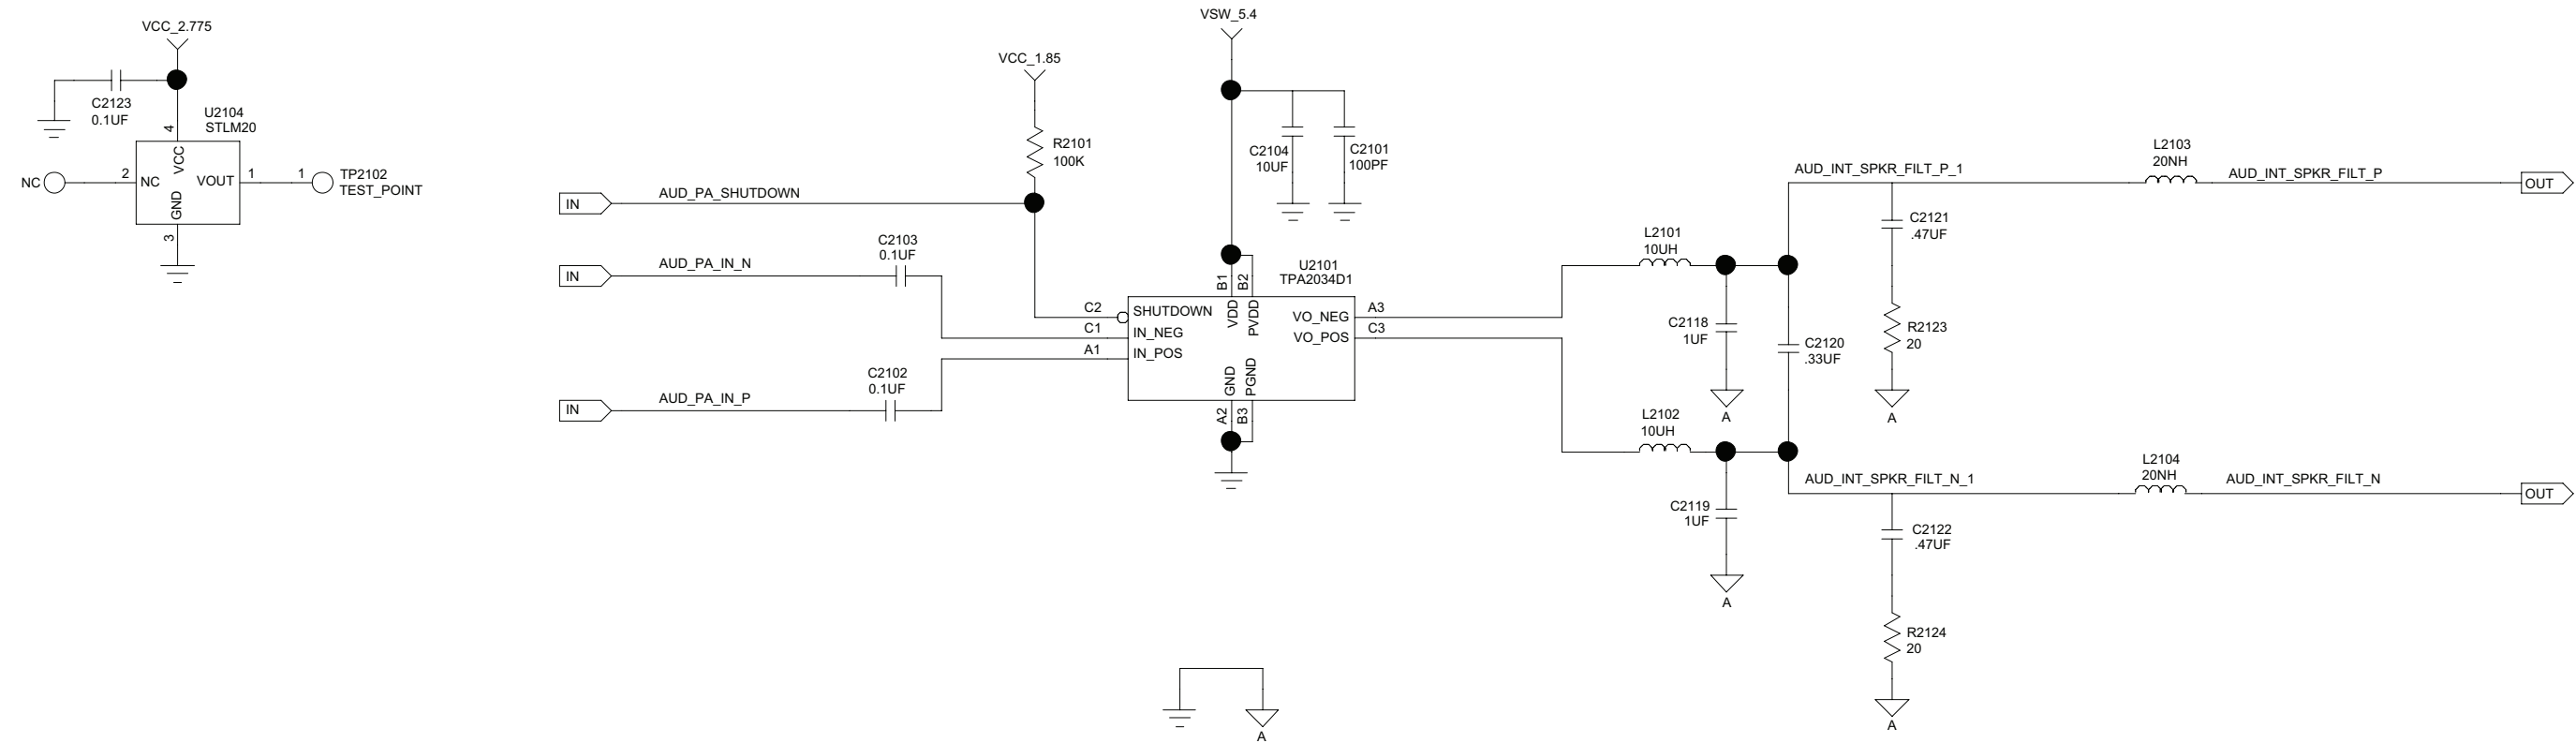 VCC_2.775
C2123
0.1UF
U2104
STLM20
4
VCC
NC
2
NC
VOUT
1
1
TP2102
TEST_POINT
GND
3
VSW_5.4
VCC_1.85
R2101
100K
C2104
10UF
C2101
100PF
IN
AUD_PA_SHUTDOWN
C2103
0.1UF
IN
AUD_PA_IN_N
C2102
0.1UF
IN
AUD_PA_IN_P
U2101
TPA2034D1
B1
B2
VDD
PVDD
C2
SHUTDOWN
C1
IN_NEG
A1
IN_POS
VO_NEG
A3
VO_POS
C3
GND
PGND
A2
B3
L2101
10UH
C2118
1UF
A
C2120
.33UF
AUD_INT_SPKR_FILT_P_1
C2121
.47UF
R2123
20
A
L2103
20NH
AUD_INT_SPKR_FILT_P
OUT
L2102
10UH
C2119
1UF
A
AUD_INT_SPKR_FILT_N_1
C2122
.47UF
R2124
20
A
L2104
20NH
AUD_INT_SPKR_FILT_N
OUT
A